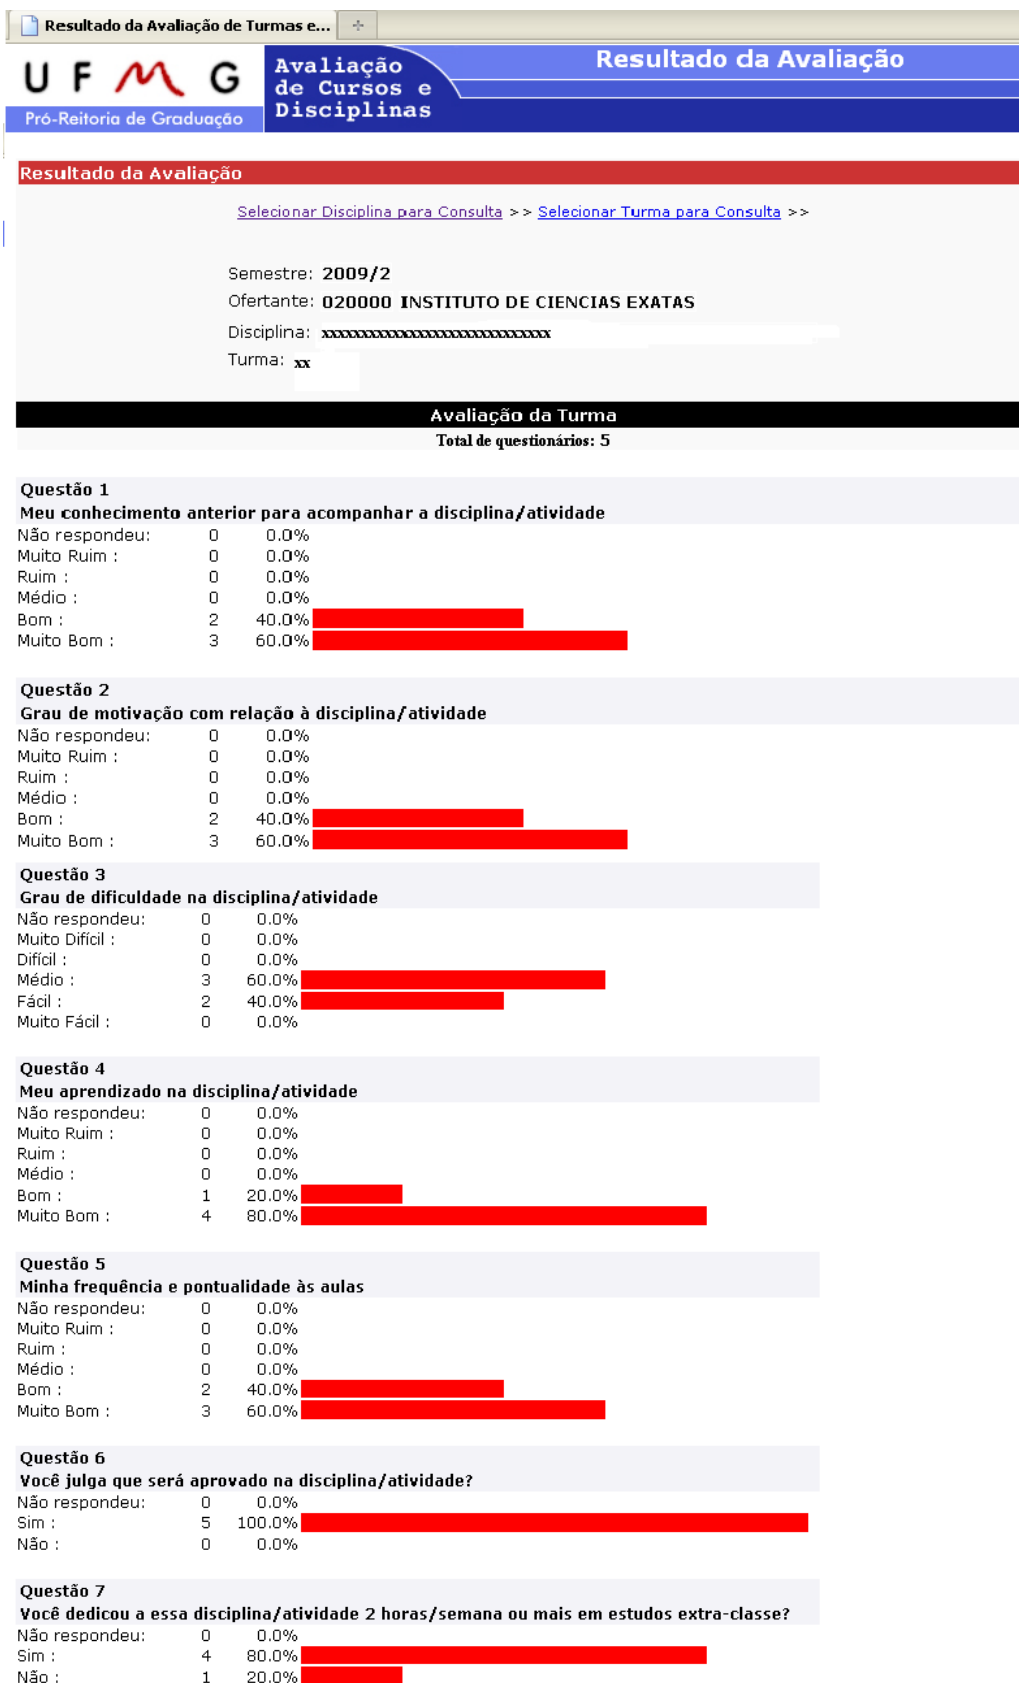 Resultado da Avaliação de Turmas e...
UFMG
Pró-Reitoria de Graduação
Avaliação
de Cursos e
Disciplinas
Resultado da Avaliação
Resultado da Avaliação
Selecionar Disciplina para Consulta >> Selecionar Turma para Consulta >>
Semestre: 2009/2
Ofertante: 020000 INSTITUTO DE CIENCIAS EXATAS
Disciplina: xxxxxxxxxxxxxxxxxxxxxxxxxxxxx
Turma: xx
Avaliação da Turma
Total de questionários: 5
Questão 1
Meu conhecimento anterior para acompanhar a disciplina/atividade
Não respondeu: 0 0.0%
Muito Ruim : 0 0.0%
Ruim : 0 0.0%
Médio : 0 0.0%
Bom : 2 40.0%
Muito Bom : 3 60.0%
Questão 2
Grau de motivação com relação à disciplina/atividade
Não respondeu: 0 0.0%
Muito Ruim : 0 0.0%
Ruim : 0 0.0%
Médio : 0 0.0%
Bom : 2 40.0%
Muito Bom : 3 60.0%
Questão 3
Grau de dificuldade na disciplina/atividade
Não respondeu: 0 0.0%
Muito Difícil : 0 0.0%
Difícil : 0 0.0%
Médio : 3 60.0%
Fácil : 2 40.0%
Muito Fácil : 0 0.0%
Questão 4
Meu aprendizado na disciplina/atividade
Não respondeu: 0 0.0%
Muito Ruim : 0 0.0%
Ruim : 0 0.0%
Médio : 0 0.0%
Bom : 1 20.0%
Muito Bom : 4 80.0%
Questão 5
Minha frequência e pontualidade às aulas
Não respondeu: 0 0.0%
Muito Ruim : 0 0.0%
Ruim : 0 0.0%
Médio : 0 0.0%
Bom : 2 40.0%
Muito Bom : 3 60.0%
Questão 6
Você julga que será aprovado na disciplina/atividade?
Não respondeu: 0 0.0%
Sim : 5 100.0%
Não : 0 0.0%
Questão 7
Você dedicou a essa disciplina/atividade 2 horas/semana ou mais em estudos extra-classe?
Não respondeu: 0 0.0%
Sim : 4 80.0%
Não : 1 20.0%